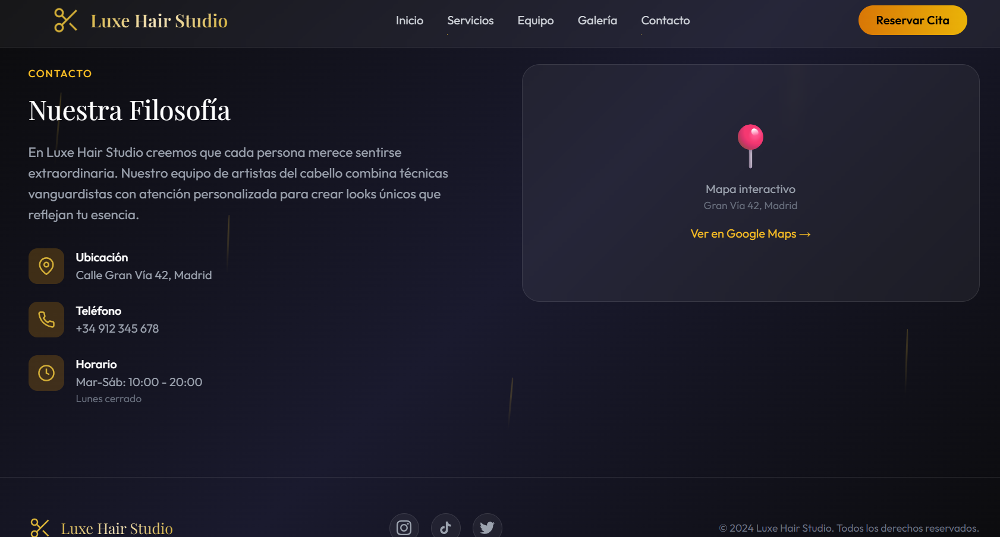 Luxe Hair Studio
Inicio
Servicios
Equipo
Galería
Contacto
Reservar Cita
CONTACTO
Nuestra Filosofía
En Luxe Hair Studio creemos que cada persona merece sentirse
extraordinaria. Nuestro equipo de artistas del cabello combina técnicas
vanguardistas con atención personalizada para crear looks únicos que
reflejan tu esencia.
Ubicación
Calle Gran Vía 42, Madrid
Teléfono
+34 912 345 678
Horario
Mar-Sáb: 10:00 - 20:00
Lunes cerrado
Mapa interactivo
Gran Vía 42, Madrid
Ver en Google Maps →
Luxe Hair Studio
© 2024 Luxe Hair Studio. Todos los derechos reservados.